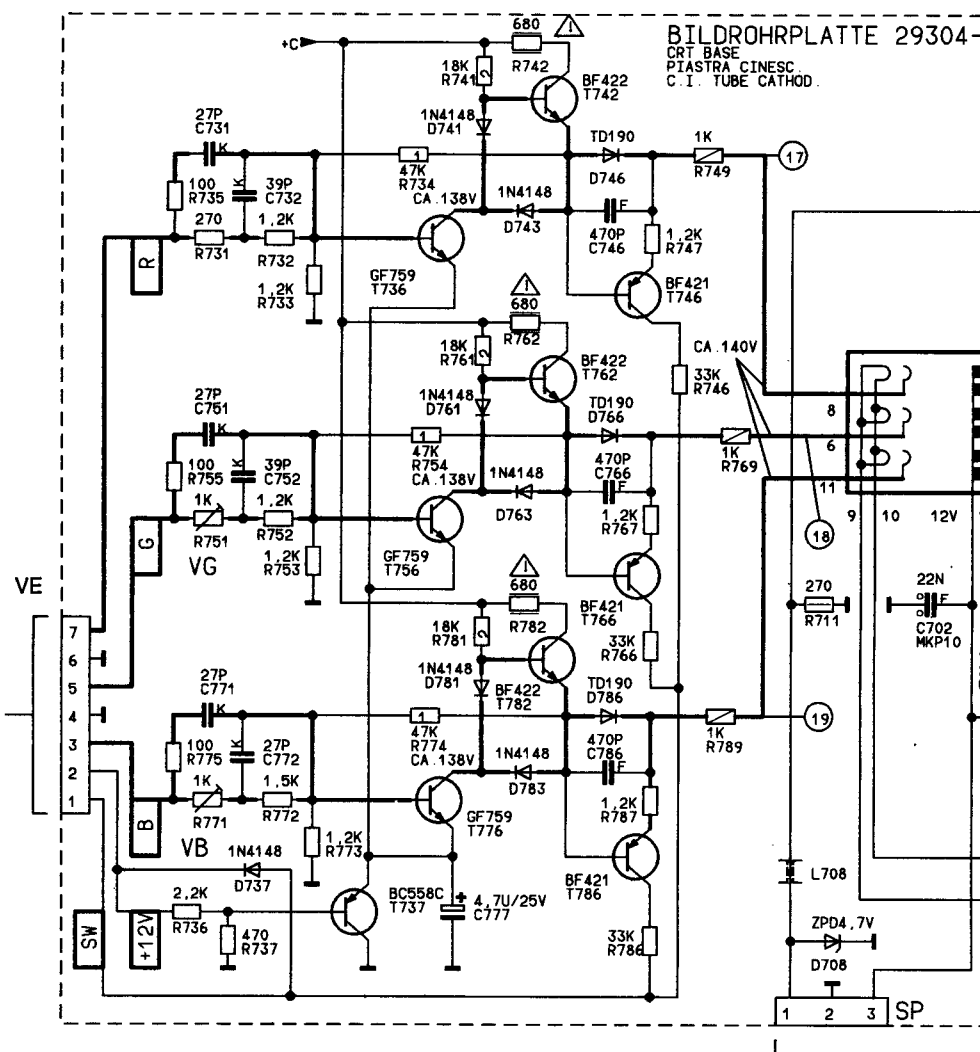 BILDROHRPLATTE 29304-
CRT BASE
PIASTRA CINESC.
C.I. TUBE CATHOD.
+C
680
R742
18K
R741
2
BF422
T742
1N4148
D741
27P
C731
K
TD190
D746
1K
R749
17
100
R735
K
39P
C732
1
47K
R734
CA.138V
1N4148
D743
F
470P
C746
1,2K
R747
270
R731
1,2K
R732
R
1,2K
R733
GF759
T736
BF421
T746
680
R762
18K
R761
2
BF422
T762
CA.140V
33K
R746
27P
C751
K
1N4148
D761
TD190
D766
8
100
R755
K
39P
C752
1
47K
R754
CA.138V
1N4148
D763
470P
C766
F
1K
R769
6
11
1K
R751
1,2K
R752
1,2K
R767
9
10
12V
18
G
VG
1,2K
R753
GF759
T756
BF421
T766
VE
680
R782
18K
R781
2
270
R711
22N
F
C702
MKP10
7
6
5
4
3
2
1
33K
R766
1N4148
D781
BF422
T782
TD190
D786
27P
C771
K
19
100
R775
K
27P
C772
1
47K
R774
CA.138V
1N4148
D783
470P
C786
F
1K
R789
1K
R771
1,5K
R772
1,2K
R787
B
VB
1,2K
R773
GF759
T776
1N4148
D737
BF421
T786
L708
2,2K
R736
BC558C
T737
+
4,7U/25V
C777
SW
+12V
470
R737
33K
R786
ZPD4,7V
D708
1
2
3
SP